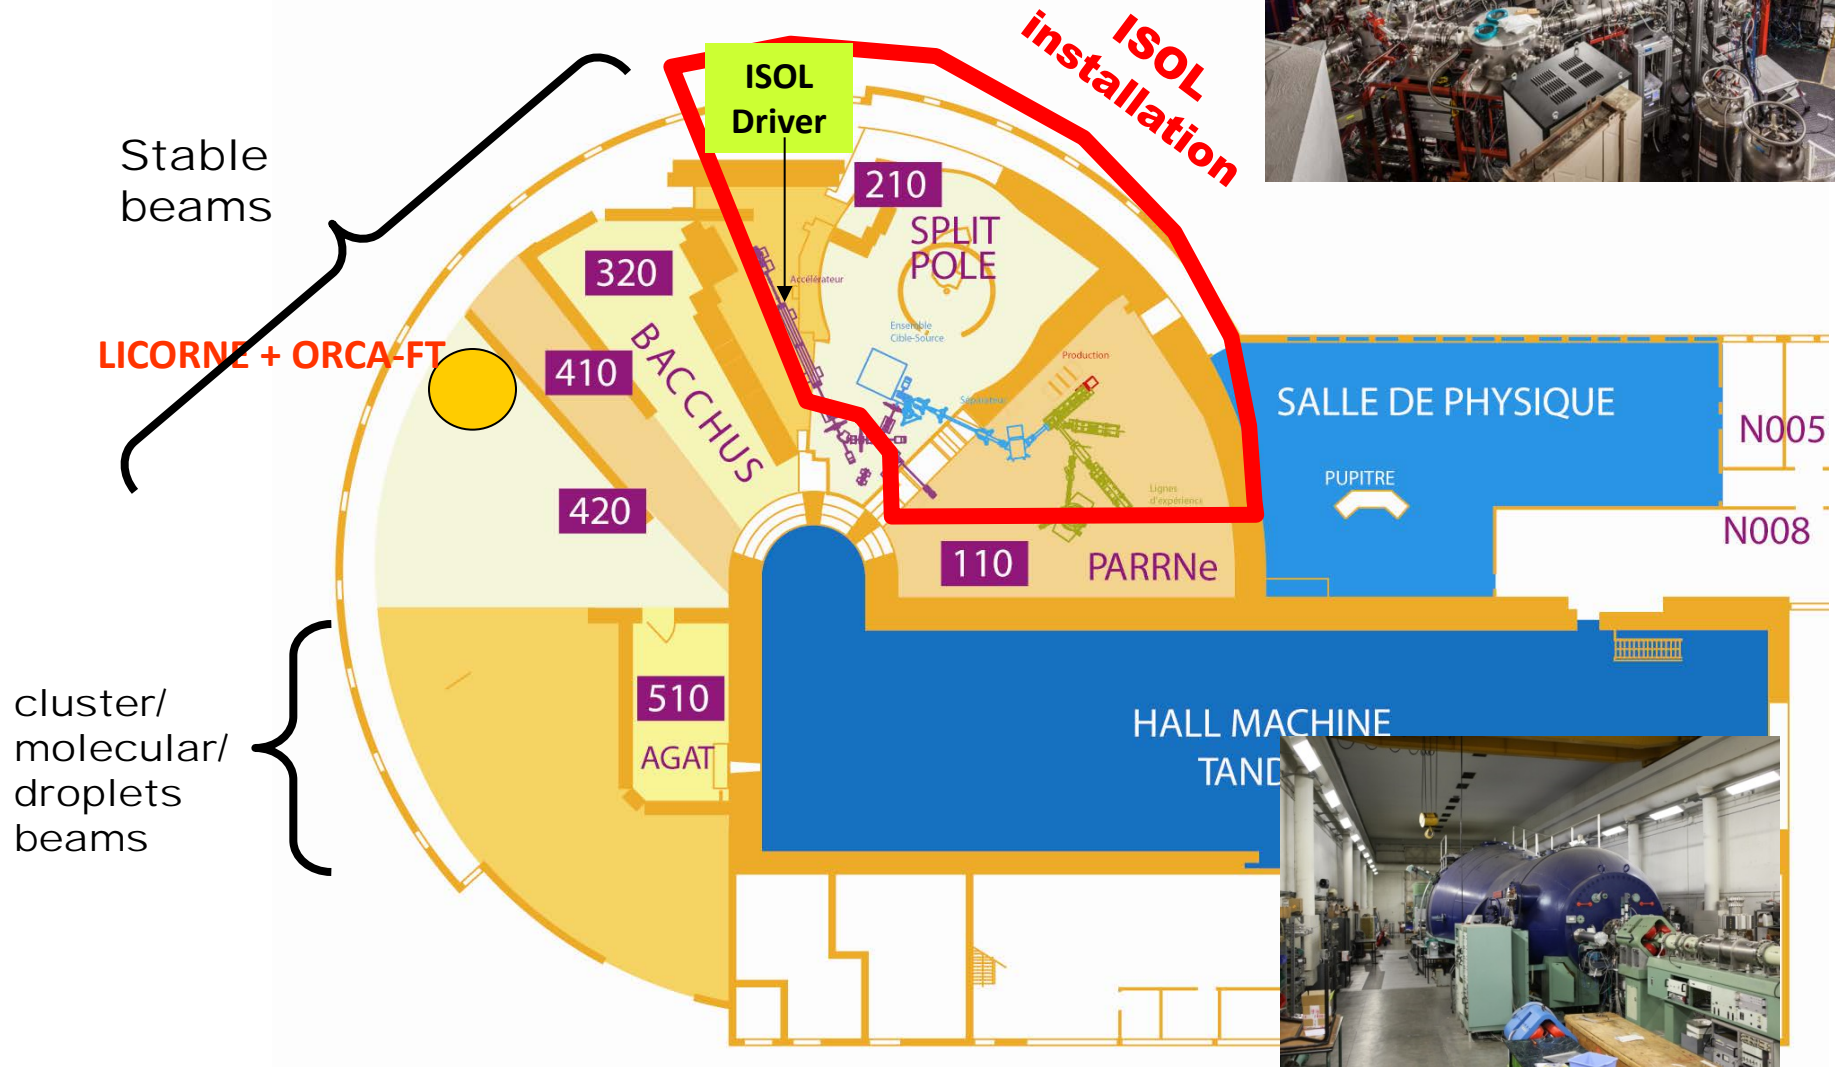 ISOL
installation
ISOL
Driver
Stable
beams
210
SPLIT
POLE
320
Accélérateur
Ensemble
Cible-Source
BACCHUS
LICORNE + ORCA-FT
410
Production
Séparateur
SALLE DE PHYSIQUE
N005
PUPITRE
Lignes
d'expérience
420
N008
110
PARRNe
510
AGAT
cluster/
molecular/
droplets
beams
HALL MACHINE
TAND